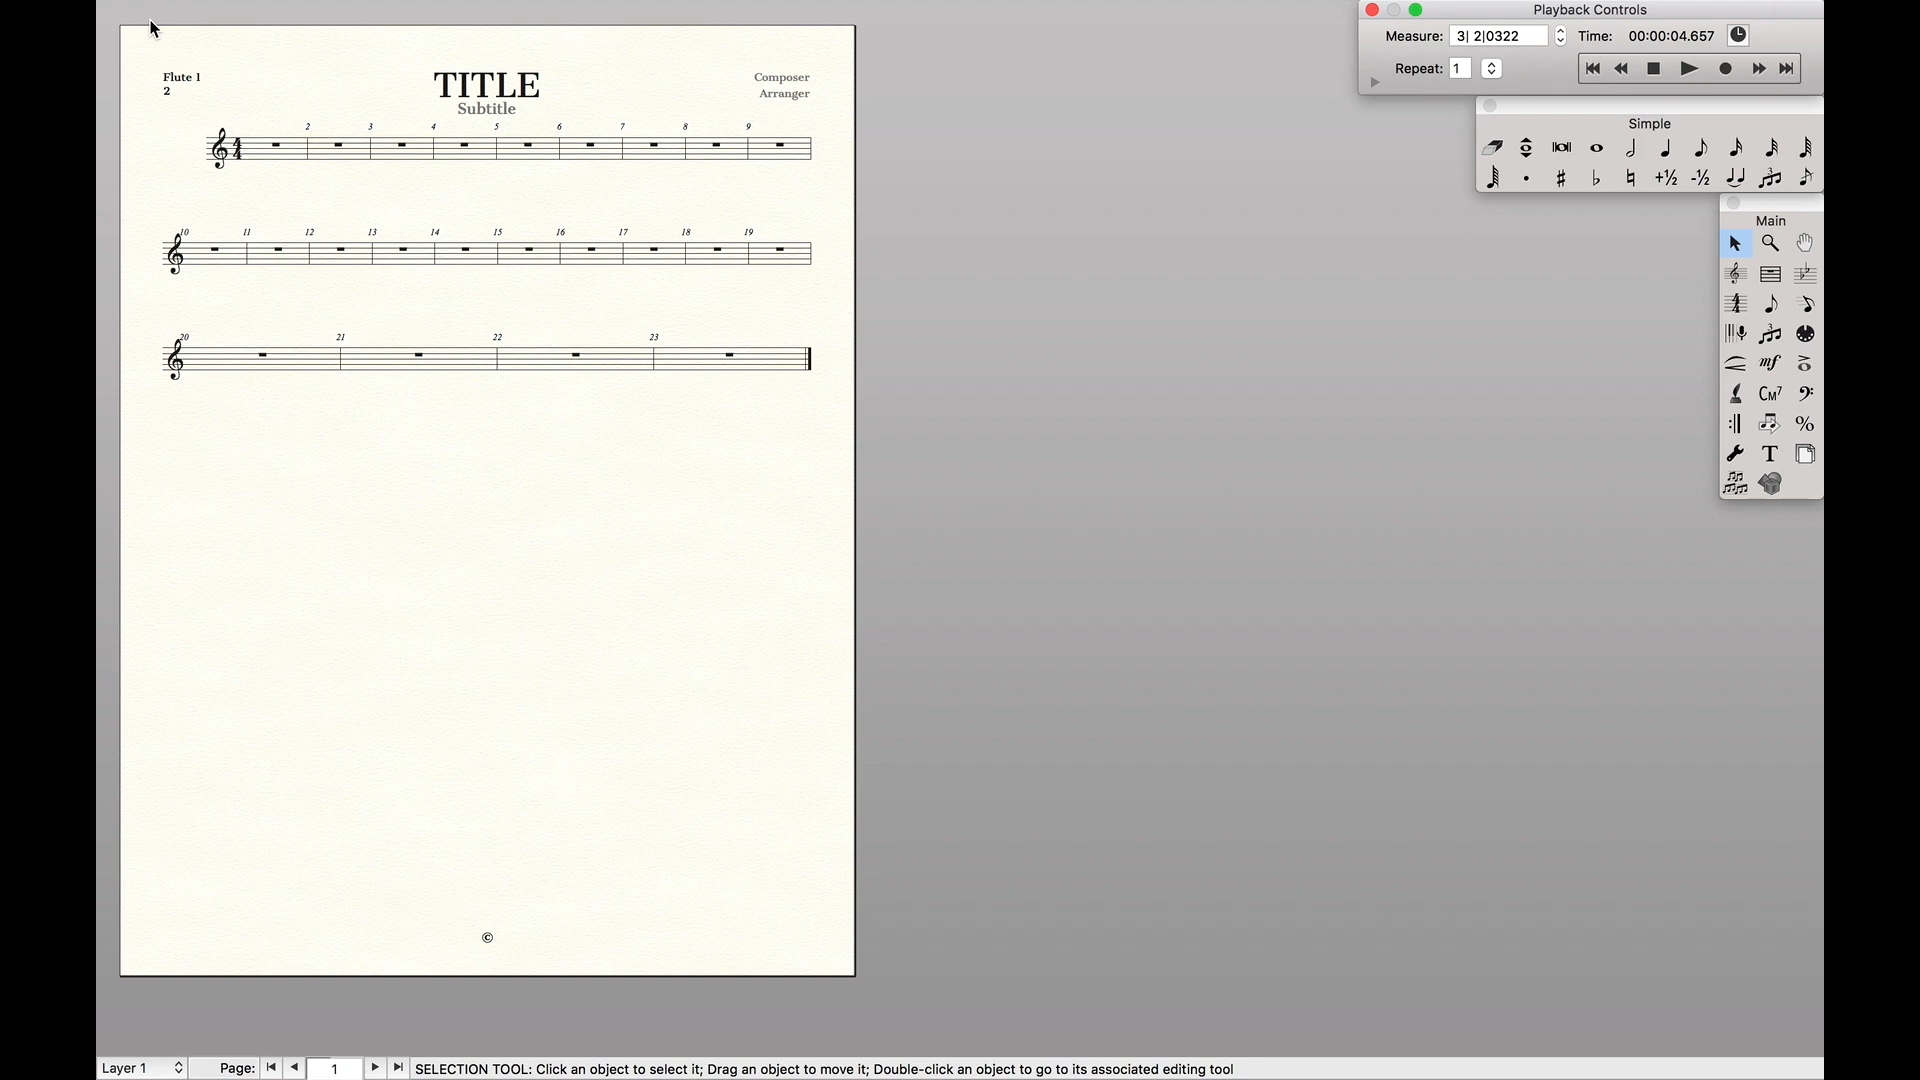 Playback Controls
Measure: 3| 2|0322 Time: 00:00:04.657
Repeat: 1
Simple
+½ -½
Main
mf
CM7
%
T
Flute 1
2
TITLE
Subtitle
Composer
Arranger
2 3 4 5 6 7 8 9
10 11 12 13 14 15 16 17 18 19
20 21 22 23
©
Layer 1 Page: 1 SELECTION TOOL: Click an object to select it; Drag an object to move it; Double-click an object to go to its associated editing tool